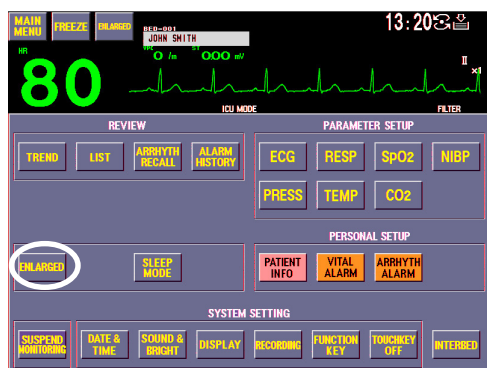 MAIN MENU
FREEZE
ENLARGED
BED-001
JOHN SMITH
13:20
HR
80
VPC
0 /m
ST
0.00 mV
II
x1
ICU MODE
FILTER
REVIEW
TREND
LIST
ARRHYTH RECALL
ALARM HISTORY
PARAMETER SETUP
ECG
RESP
SpO2
NIBP
PRESS
TEMP
CO2
ENLARGED
SLEEP MODE
PERSONAL SETUP
PATIENT INFO
VITAL ALARM
ARRHYTH ALARM
SYSTEM SETTING
SUSPEND MONITORING
DATE & TIME
SOUND & BRIGHT
DISPLAY
RECORDING
FUNCTION KEY
TOUCHKEY OFF
INTERBED